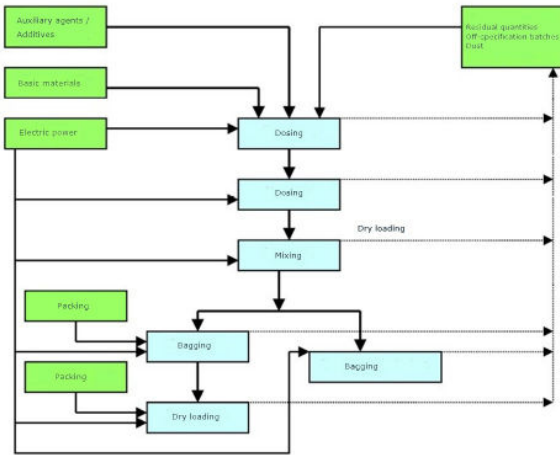 Auxiliary agents /
Additives
Residual quantities
Off-specification batches
Dust
Basic materials
Electric power
Dosing
Dosing
Dry loading
Mixing
Packing
Bagging
Bagging
Packing
Dry loading